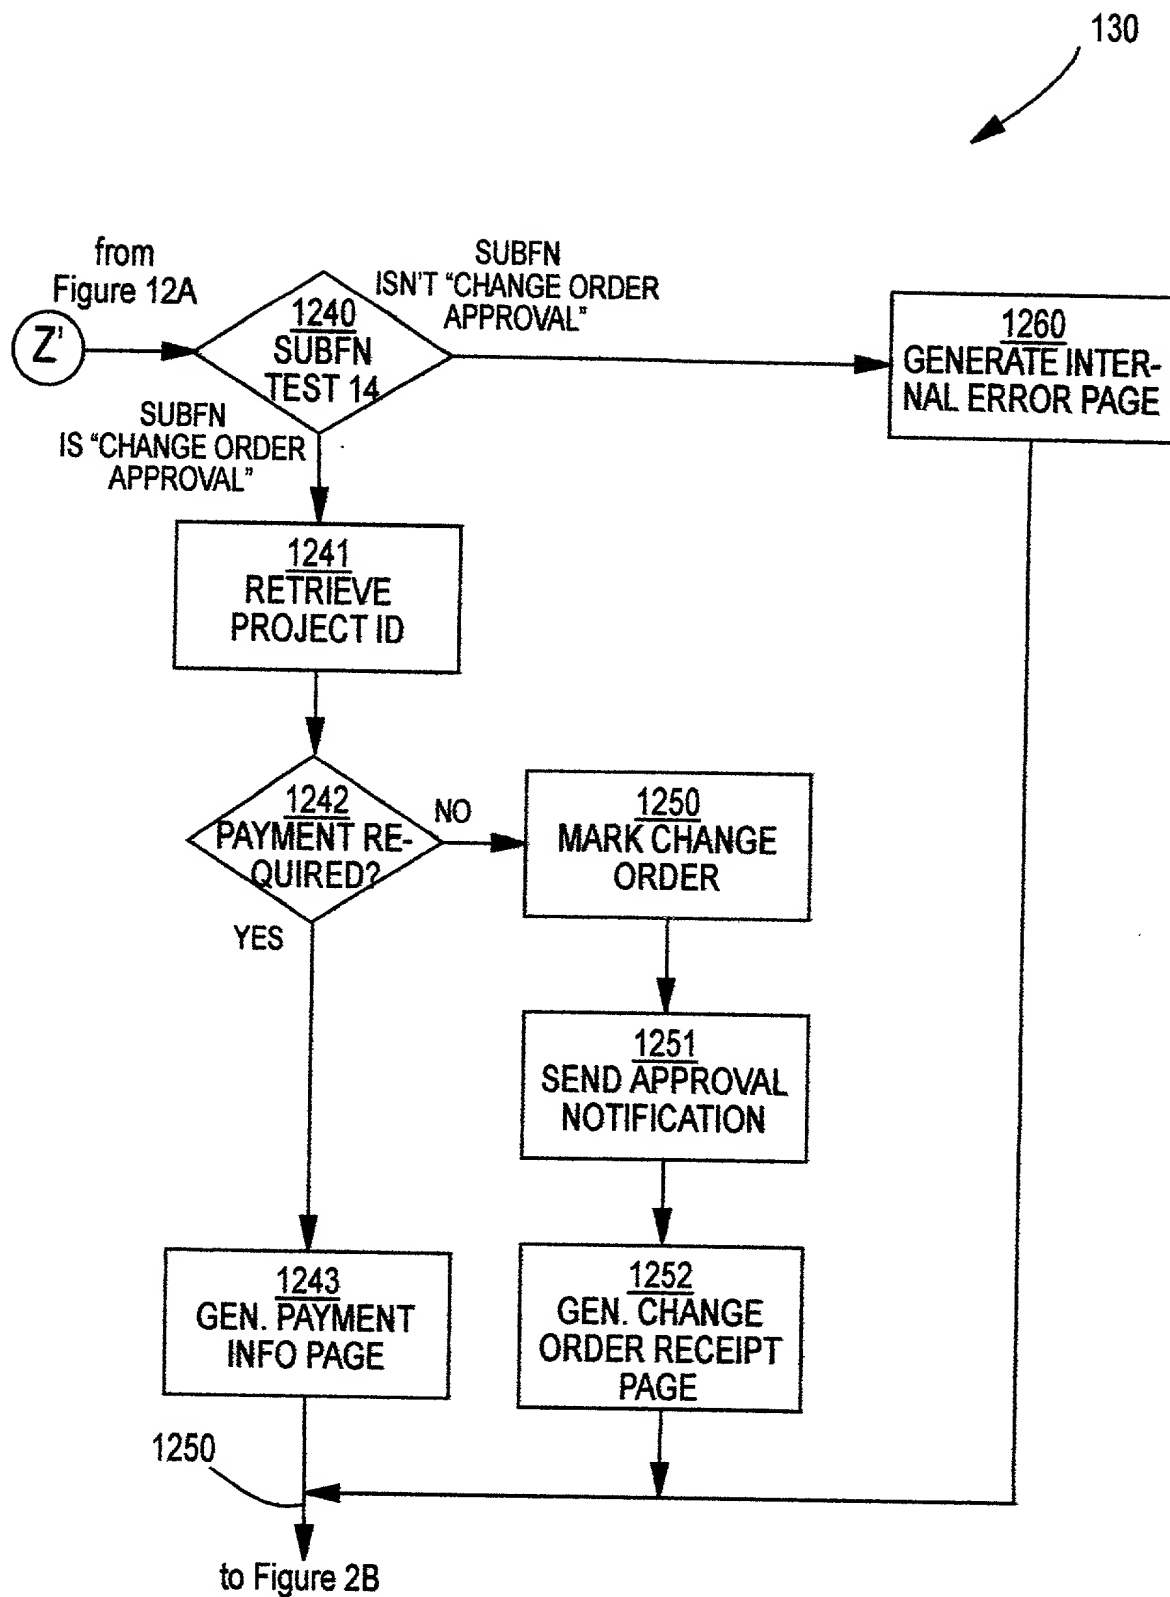 130
from
Figure 12A
Z'
SUBFN
ISN'T “CHANGE ORDER
APPROVAL”
1240
SUBFN
TEST 14
1260
GENERATE INTER-
NAL ERROR PAGE
SUBFN
IS “CHANGE ORDER
APPROVAL”
1241
RETRIEVE
PROJECT ID
1242
PAYMENT RE-
QUIRED?
NO
YES
1250
MARK CHANGE
ORDER
1251
SEND APPROVAL
NOTIFICATION
1243
GEN. PAYMENT
INFO PAGE
1252
GEN. CHANGE
ORDER RECEIPT
PAGE
1250
to Figure 2B